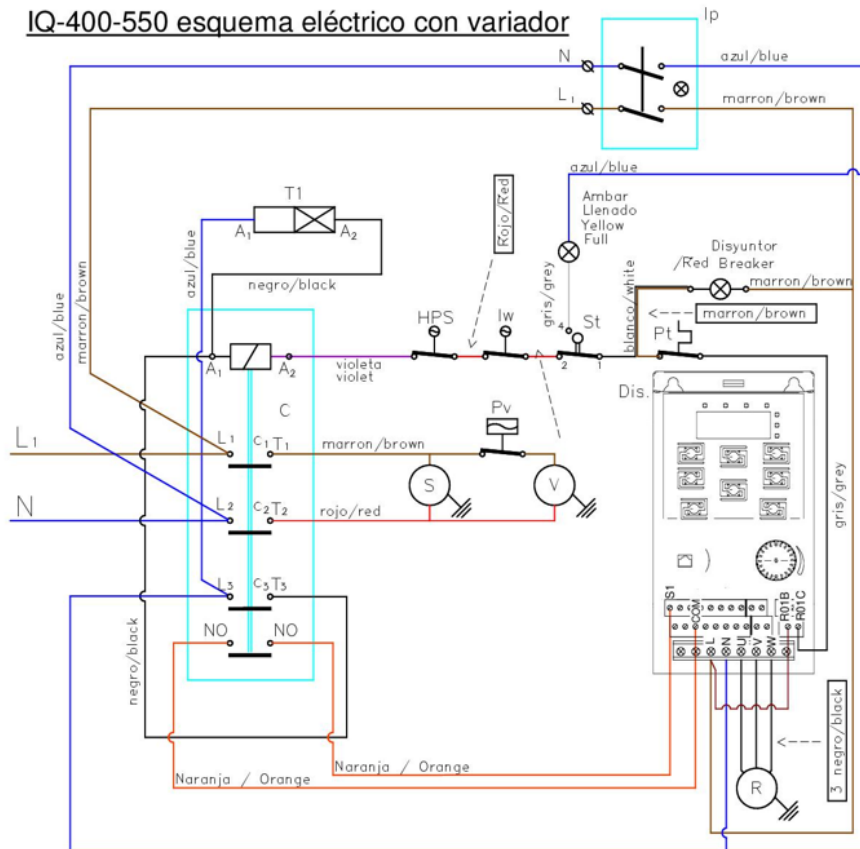 IQ-400-550 esquema eléctrico con variador
Ip
N
azul/blue
L1
marron/brown
azul/blue
T1
A1
A2
negro/black
azul/blue
marron/brown
azul/blue
Rojo/Red
Ambar
Llenado
Yellow
Full
gris/grey
Disyuntor
/Red Breaker
marron/brown
blanco/white
marron/brown
HPS
Iw
4
St
2
1
Pt
A1
A2
violeta
violet
C
Dis.
L1
L1
C1
T1
marron/brown
Pv
S
V
N
L2
C2
T2
rojo/red
gris/grey
L3
C3
T3
NO
NO
negro/black
S1
COM
R01B
R01C
L
N
U
V
W
Naranja / Orange
Naranja / Orange
R
3 negro/black